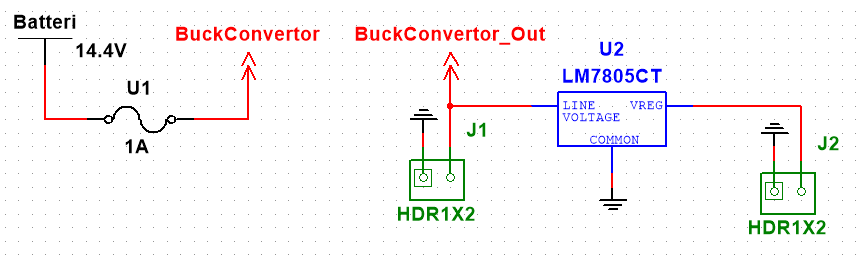 Batteri
14.4V
BuckConvertor
U1
1A
BuckConvertor_Out
J1
HDR1X2
U2
LM7805CT
LINE VREG
VOLTAGE
COMMON
J2
HDR1X2